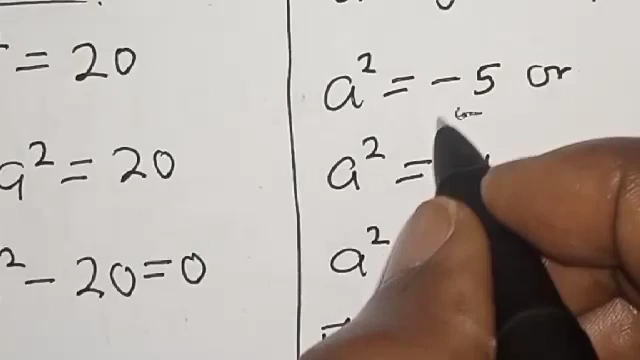 = 20
a² = 20
² - 20 = 0
a² = - 5 or
a² =
a²